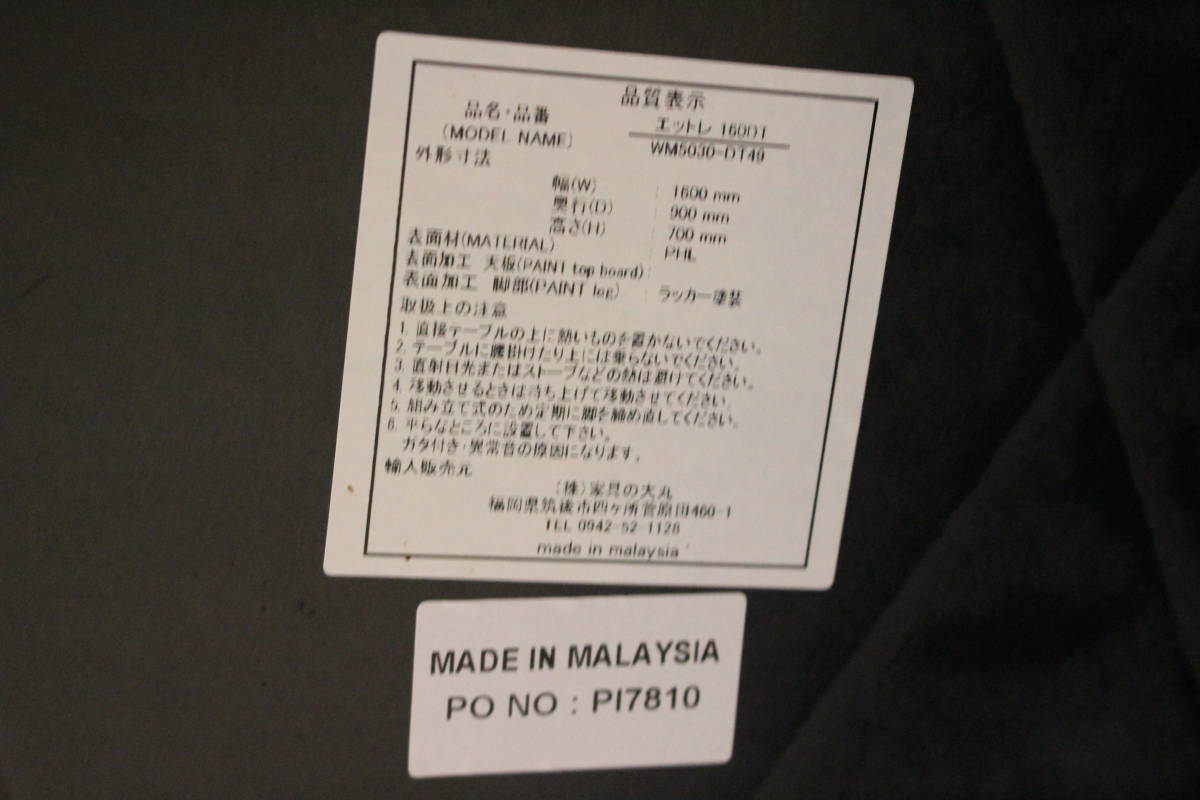 品質表示
品名・品番 エットレ 160DT
(MODEL NAME) WM5030-DT49
外形寸法
幅(W) : 1600 mm
奥行(D) : 900 mm
高さ(H) : 700 mm
表面材(MATERIAL) PHL
表面加工 天板(PAINT top board) :
表面加工 脚部(PAINT leg) : ラッカー塗装
取扱上の注意
1. 直接テーブルの上に熱いものを置かないでください。
2. テーブルに腰掛けたり上には乗らないでください。
3. 直射日光またはストーブなどの熱は避けてください。
4. 移動させるときは持ち上げて移動させてください。
5. 組み立て式のため定期に脚を締め直してください。
6. 平らなところに設置して下さい。
ガタ付き・異常音の原因になります。
輸入販売元
(株)家具の大丸
福岡県筑後市四ヶ所菅原田460-1
TEL 0942-52-1128
made in malaysia
MADE IN MALAYSIA
PO NO : PI7810